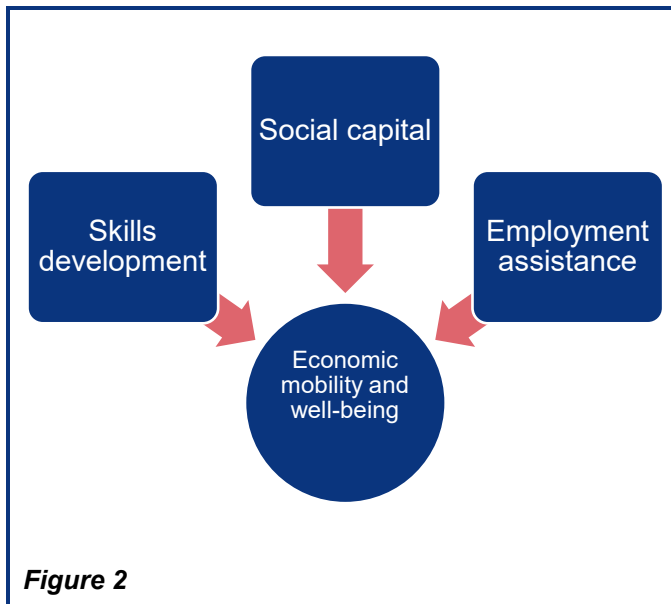 Social capital
Skills
development
Employment
assistance
Economic
mobility and
well-being
Figure 2